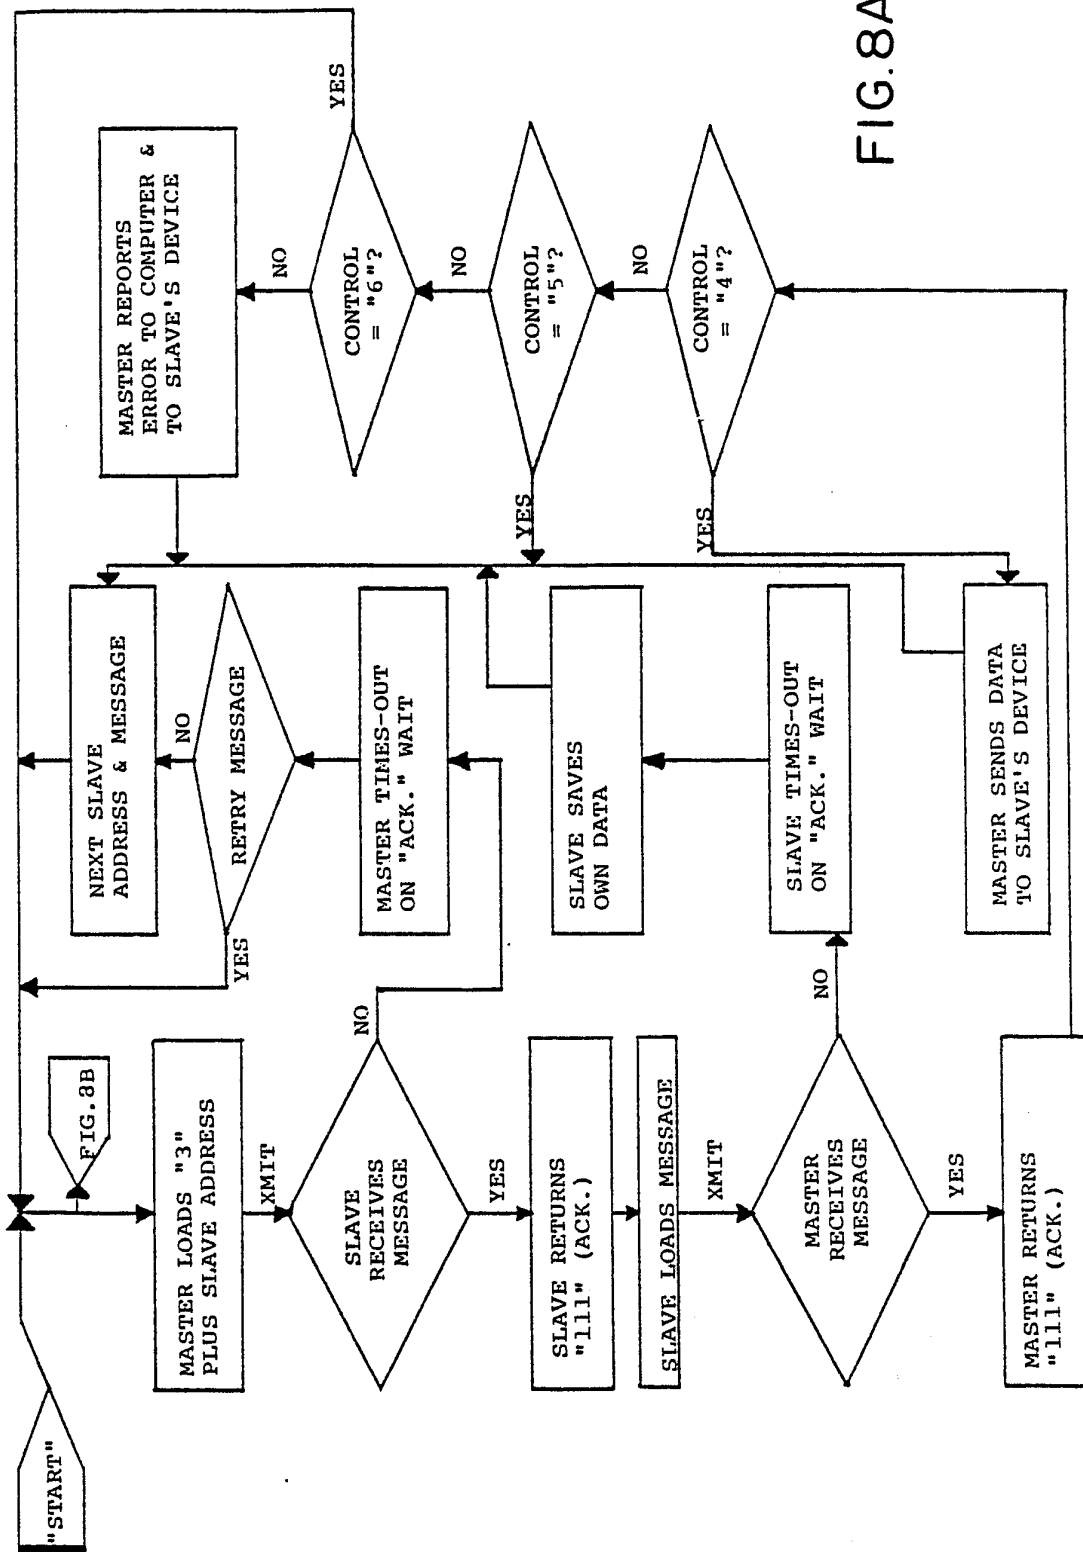 "START"
FIG.8B
MASTER LOADS "3"
PLUS SLAVE ADDRESS
XMIT
SLAVE
RECEIVES
MESSAGE
NO
YES
SLAVE RETURNS
"111" (ACK.)
SLAVE LOADS MESSAGE
XMIT
MASTER
RECEIVES
MESSAGE
NO
YES
MASTER RETURNS
"111" (ACK.)
NEXT SLAVE
ADDRESS & MESSAGE
NO
YES
RETRY MESSAGE
MASTER TIMES-OUT
ON "ACK." WAIT
SLAVE SAVES
OWN DATA
SLAVE TIMES-OUT
ON "ACK." WAIT
MASTER SENDS DATA
TO SLAVE'S DEVICE
MASTER REPORTS
ERROR TO COMPUTER &
TO SLAVE'S DEVICE
NO
YES
CONTROL
= "6"?
NO
YES
CONTROL
= "5"?
NO
YES
CONTROL
= "4"?
FIG.8A